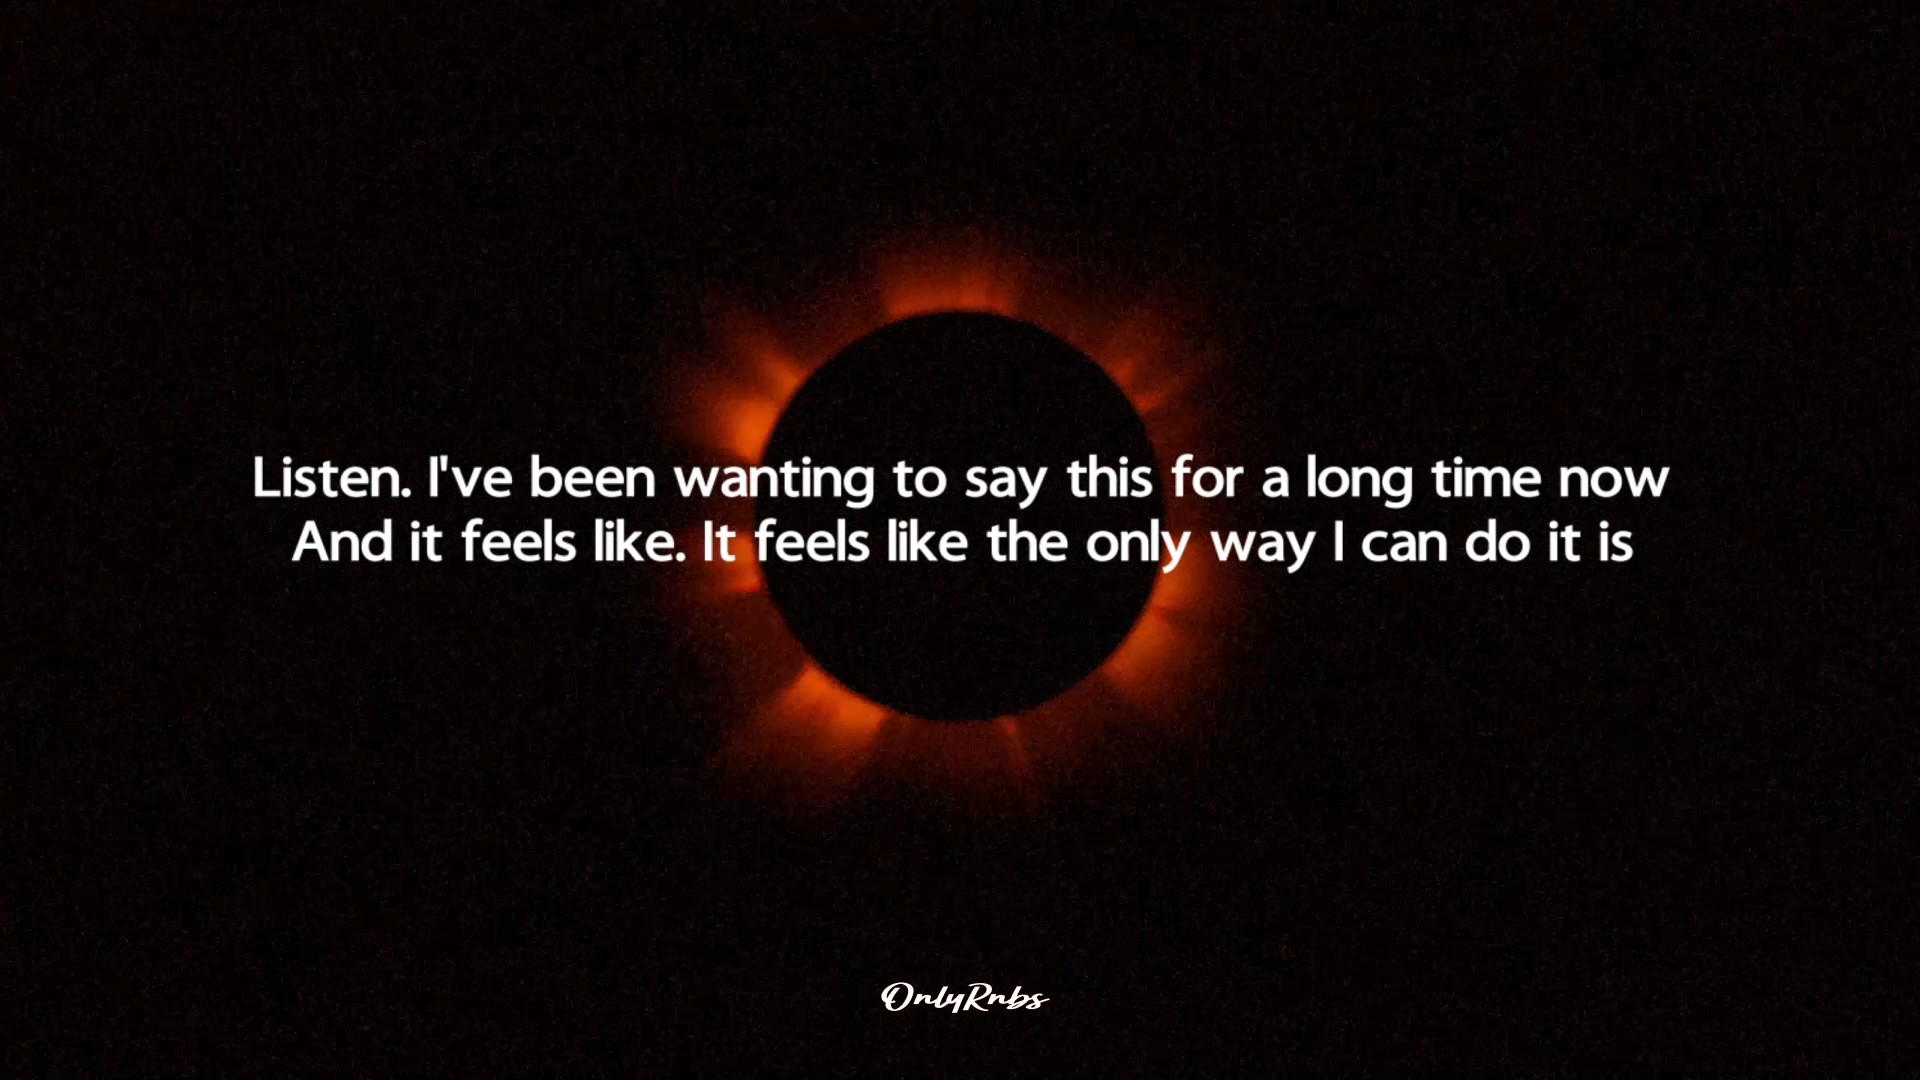 Listen. I've been wanting to say this for a long time now
And it feels like. It feels like the only way I can do it is
OnlyRnbs